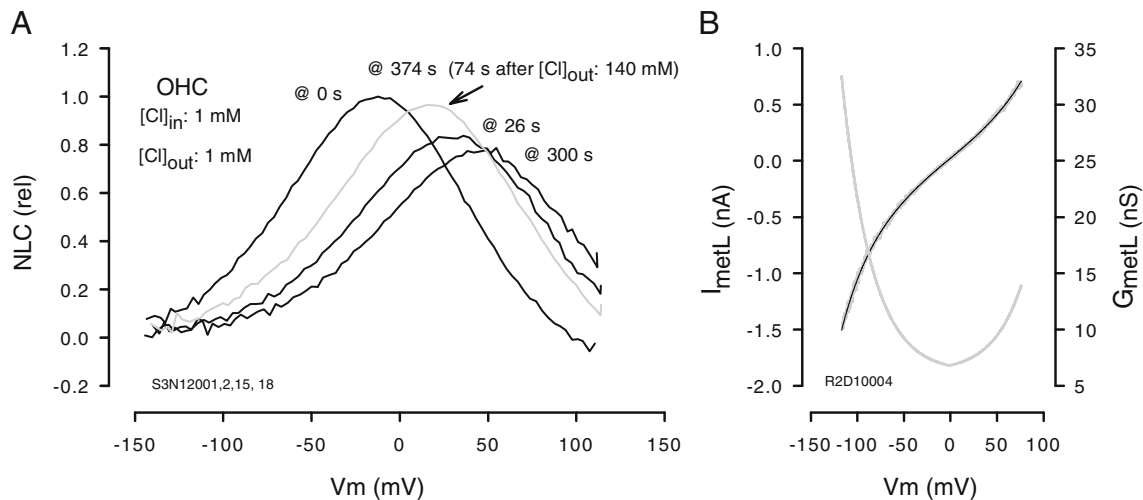 A
1.2
1.0
0.8
0.6
0.4
0.2
0.0
-0.2
NLC (rel)
OHC
[Cl]in: 1 mM
[Cl]out: 1 mM
@ 0 s
@ 374 s (74 s after [Cl]out: 140 mM)
@ 26 s
@ 300 s
S3N12001,2,15, 18
-150 -100 -50 0 50 100 150
Vm (mV)
B
1.0
0.5
0.0
-0.5
-1.0
-1.5
-2.0
ImetL (nA)
35
30
25
20
15
10
5
GmetL (nS)
R2D10004
-150 -100 -50 0 50 100
Vm (mV)